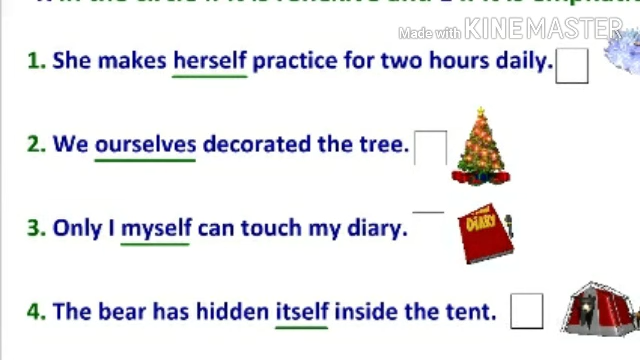 Made with KINEMASTER
1. She makes herself practice for two hours daily.
2. We ourselves decorated the tree.
3. Only I myself can touch my diary.
DIARY
4. The bear has hidden itself inside the tent.